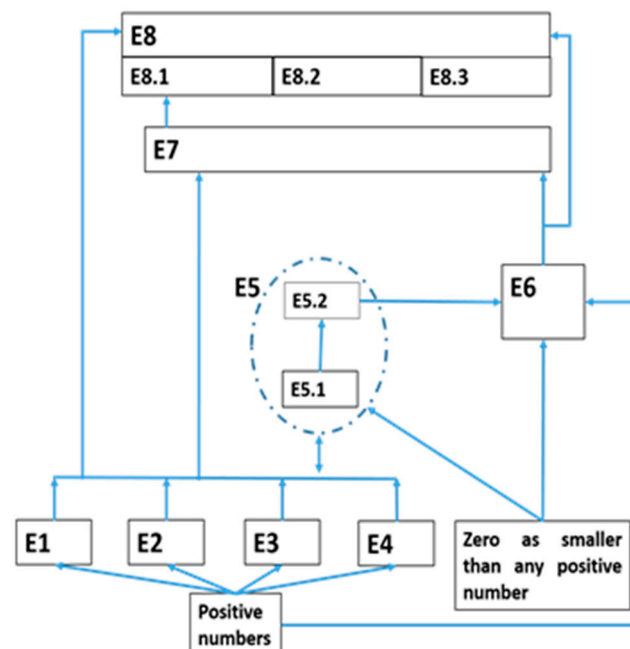 E8
E8.1
E8.2
E8.3
E7
E5
E5.2
E6
E5.1
E1
E2
E3
E4
Zero as smaller
than any positive
number
Positive
numbers